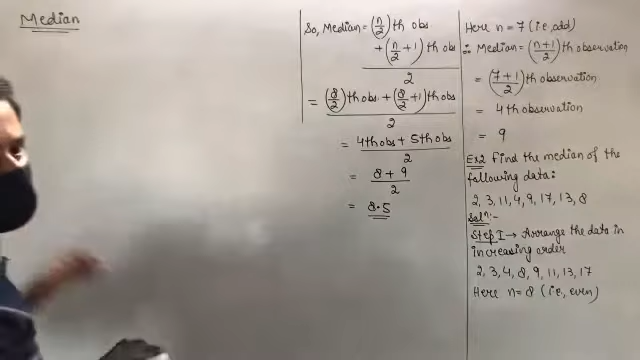 Median
So, Median = (n/2)th obs
+ (n/2 + 1)th obs
2
= (8/2)th obs + (8/2 + 1)th obs
2
= 4th obs + 5th obs
2
= 8 + 9
2
= 8.5
Here n = 7 (i.e, odd)
∴ Median = (n+1/2)th observation
= (7+1/2)th observation
= 4th observation
= 9
Ex2 Find the median of the
following data:
2, 3, 11, 4, 9, 17, 13, 8
Solⁿ:-
Step I → Arrange the data in
increasing order
2, 3, 4, 8, 9, 11, 13, 17
Here n = 8 (i.e, even)